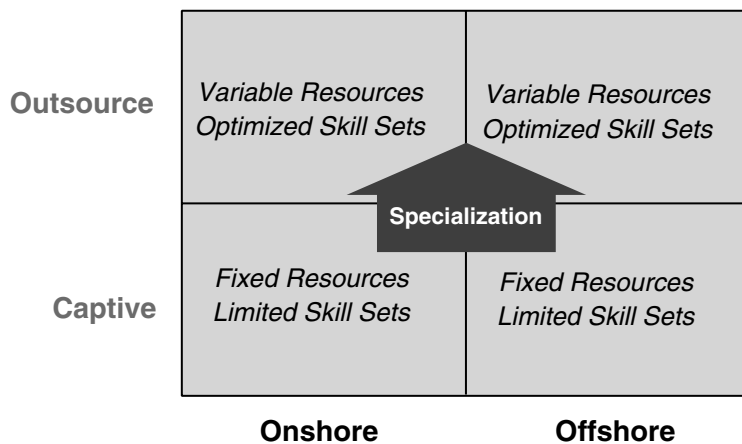 Outsource
Variable Resources
Optimized Skill Sets
Variable Resources
Optimized Skill Sets
Specialization
Captive
Fixed Resources
Limited Skill Sets
Fixed Resources
Limited Skill Sets
Onshore
Offshore